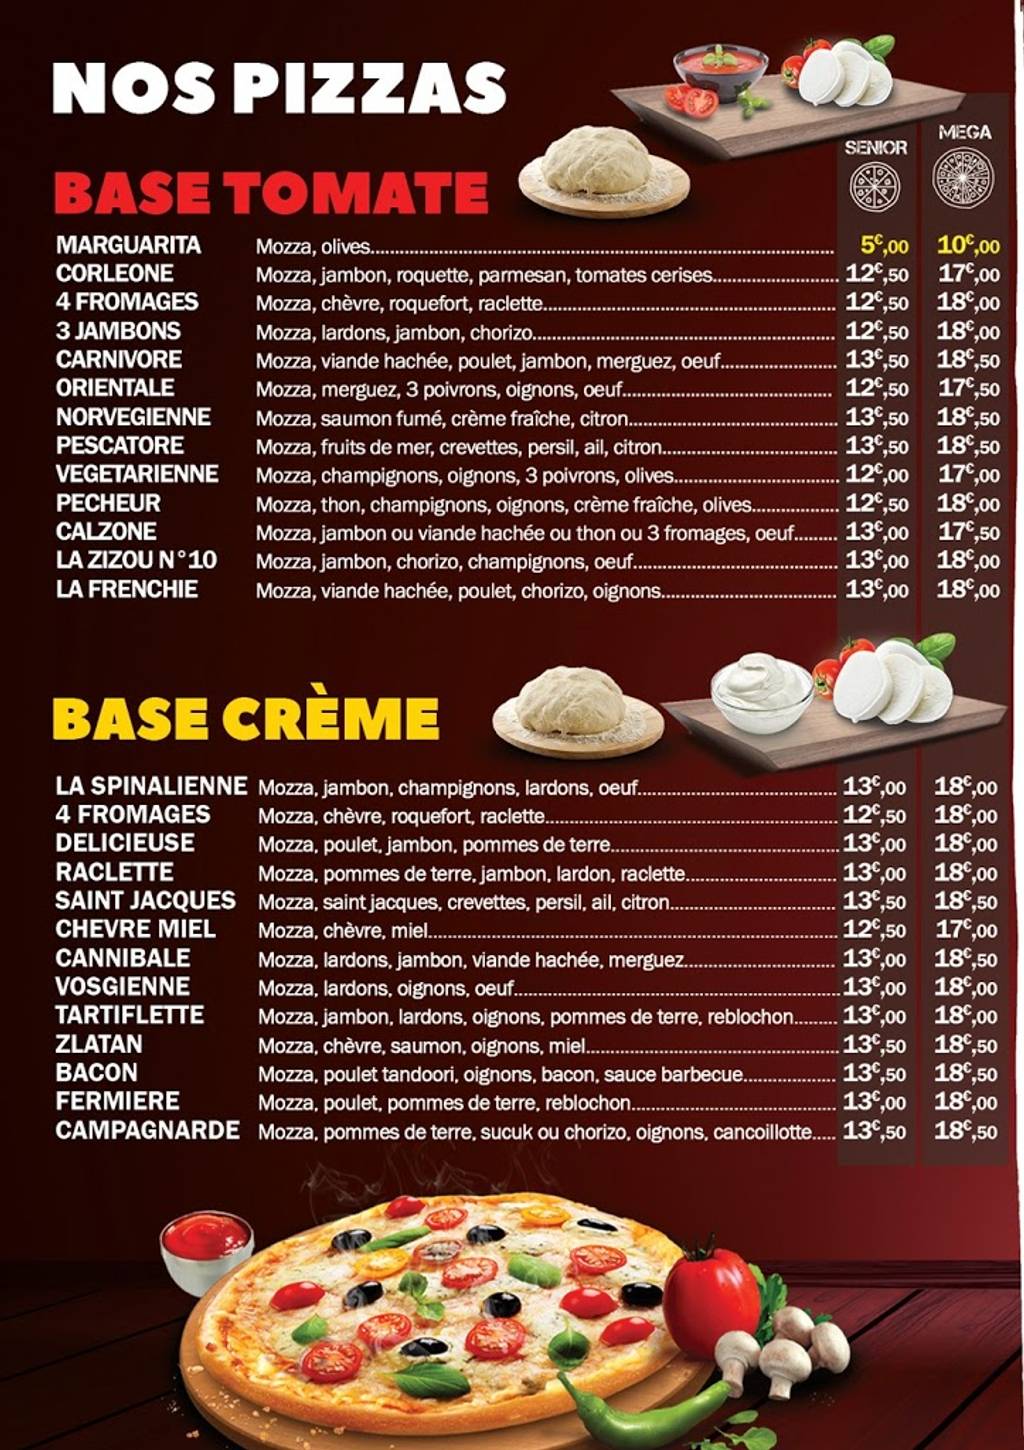 NOS PIZZAS
SENIOR MEGA
BASE TOMATE
MARGUARITA Mozza, olives 5€,00 10€,00
CORLEONE Mozza, jambon, roquette, parmesan, tomates cerises 12€,50 17€,00
4 FROMAGES Mozza, chèvre, roquefort, raclette 12€,50 18€,00
3 JAMBONS Mozza, lardons, jambon, chorizo 12€,50 18€,00
CARNIVORE Mozza, viande hachée, poulet, jambon, merguez, oeuf 13€,50 18€,50
ORIENTALE Mozza, merguez, 3 poivrons, oignons, oeuf 12€,50 17€,50
NORVEGIENNE Mozza, saumon fumé, crème fraîche, citron 13€,50 18€,50
PESCATORE Mozza, fruits de mer, crevettes, persil, ail, citron 13€,50 18€,50
VEGETARIENNE Mozza, champignons, oignons, 3 poivrons, olives 12€,00 17€,00
PECHEUR Mozza, thon, champignons, oignons, crème fraîche, olives 12€,50 18€,00
CALZONE Mozza, jambon ou viande hachée ou thon ou 3 fromages, oeuf 13€,00 17€,50
LA ZIZOU N°10 Mozza, jambon, chorizo, champignons, oeuf 13€,00 18€,00
LA FRENCHIE Mozza, viande hachée, poulet, chorizo, oignons 13€,00 18€,00
BASE CRÈME
LA SPINALIENNE Mozza, jambon, champignons, lardons, oeuf 13€,00 18€,00
4 FROMAGES Mozza, chèvre, roquefort, raclette 12€,50 18€,00
DELICIEUSE Mozza, poulet, jambon, pommes de terre 13€,00 18€,00
RACLETTE Mozza, pommes de terre, jambon, lardon, raclette 13€,00 18€,00
SAINT JACQUES Mozza, saint jacques, crevettes, persil, ail, citron 13€,50 18€,50
CHEVRE MIEL Mozza, chèvre, miel 12€,50 17€,00
CANNIBALE Mozza, lardons, jambon, viande hachée, merguez 13€,00 18€,50
VOSGIENNE Mozza, lardons, oignons, oeuf 13€,00 18€,00
TARTIFLETTE Mozza, jambon, lardons, oignons, pommes de terre, reblochon 13€,00 18€,00
ZLATAN Mozza, chèvre, saumon, oignons, miel 13€,50 18€,50
BACON Mozza, poulet tandoori, oignons, bacon, sauce barbecue 13€,50 18€,50
FERMIERE Mozza, poulet, pommes de terre, reblochon 13€,00 18€,00
CAMPAGNARDE Mozza, pommes de terre, sucuk ou chorizo, oignons, cancoillotte 13€,50 18€,50